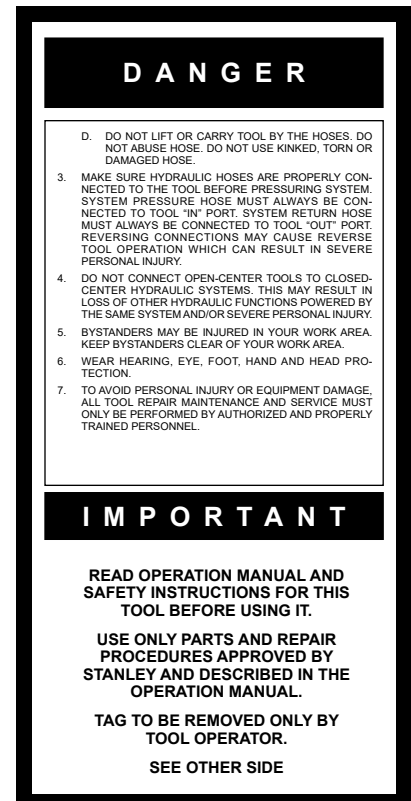 DANGER
D. DO NOT LIFT OR CARRY TOOL BY THE HOSES. DO
NOT ABUSE HOSE. DO NOT USE KINKED, TORN OR
DAMAGED HOSE.
3. MAKE SURE HYDRAULIC HOSES ARE PROPERLY CON-
NECTED TO THE TOOL BEFORE PRESSURING SYSTEM.
SYSTEM PRESSURE HOSE MUST ALWAYS BE CON-
NECTED TO TOOL “IN” PORT. SYSTEM RETURN HOSE
MUST ALWAYS BE CONNECTED TO TOOL “OUT” PORT.
REVERSING CONNECTIONS MAY CAUSE REVERSE
TOOL OPERATION WHICH CAN RESULT IN SEVERE
PERSONAL INJURY.
4. DO NOT CONNECT OPEN-CENTER TOOLS TO CLOSED-
CENTER HYDRAULIC SYSTEMS. THIS MAY RESULT IN
LOSS OF OTHER HYDRAULIC FUNCTIONS POWERED BY
THE SAME SYSTEM AND/OR SEVERE PERSONAL INJURY.
5. BYSTANDERS MAY BE INJURED IN YOUR WORK AREA.
KEEP BYSTANDERS CLEAR OF YOUR WORK AREA.
6. WEAR HEARING, EYE, FOOT, HAND AND HEAD PRO-
TECTION.
7. TO AVOID PERSONAL INJURY OR EQUIPMENT DAMAGE,
ALL TOOL REPAIR MAINTENANCE AND SERVICE MUST
ONLY BE PERFORMED BY AUTHORIZED AND PROPERLY
TRAINED PERSONNEL.
IMPORTANT
READ OPERATION MANUAL AND
SAFETY INSTRUCTIONS FOR THIS
TOOL BEFORE USING IT.
USE ONLY PARTS AND REPAIR
PROCEDURES APPROVED BY
STANLEY AND DESCRIBED IN THE
OPERATION MANUAL.
TAG TO BE REMOVED ONLY BY
TOOL OPERATOR.
SEE OTHER SIDE